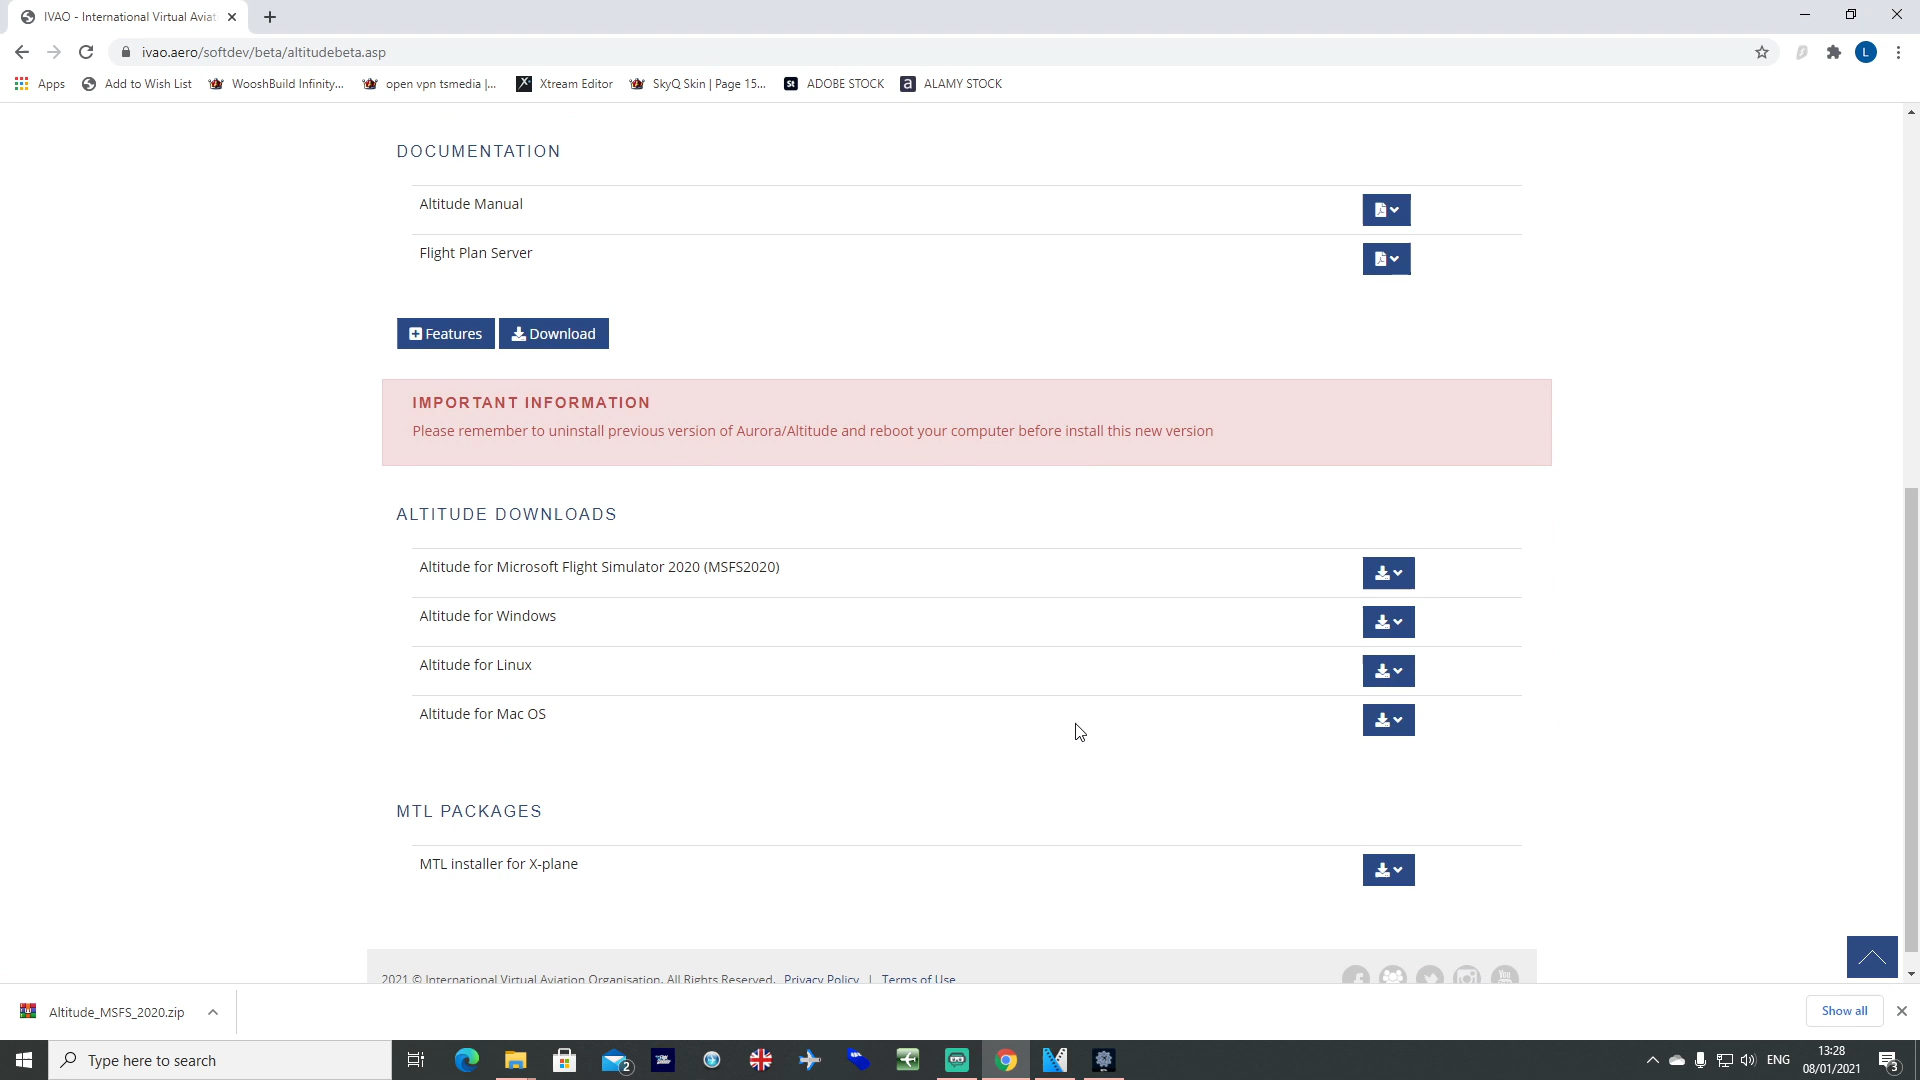 IVAO - International Virtual Aviat
ivao.aero/softdev/beta/altitudebeta.asp
L
Apps
Add to Wish List
WooshBuild Infinity...
open vpn tsmedia |...
Xtream Editor
SkyQ Skin | Page 15...
St
ADOBE STOCK
a
ALAMY STOCK
DOCUMENTATION
Altitude Manual
Flight Plan Server
Features
Download
IMPORTANT INFORMATION
Please remember to uninstall previous version of Aurora/Altitude and reboot your computer before install this new version
ALTITUDE DOWNLOADS
Altitude for Microsoft Flight Simulator 2020 (MSFS2020)
Altitude for Windows
Altitude for Linux
Altitude for Mac OS
MTL PACKAGES
MTL installer for X-plane
2021 © International Virtual Aviation Organisation. All Rights Reserved. Privacy Policy | Terms of Use
Altitude_MSFS_2020.zip
Show all
Type here to search
2
ENG
13:28
08/01/2021
3